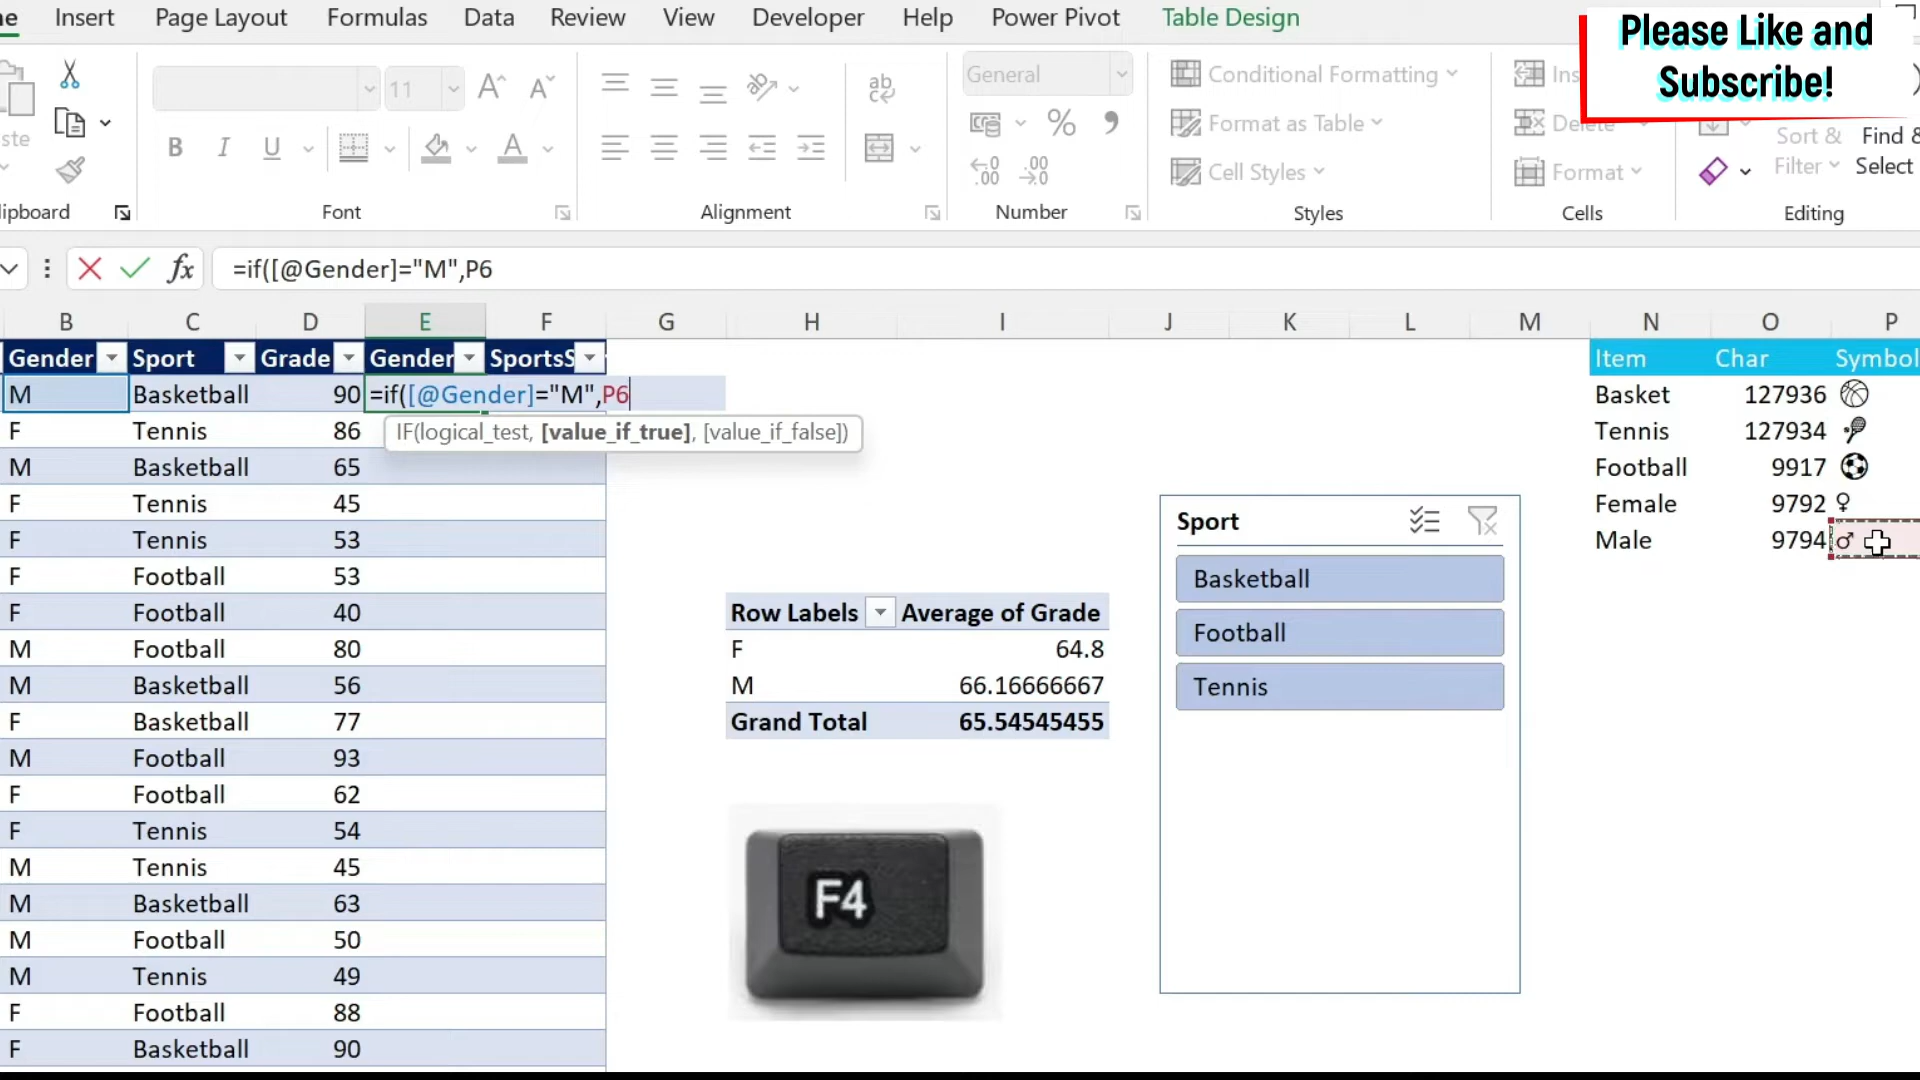 Insert Page Layout Formulas Data Review View Developer Help Power Pivot Table Design
Please Like and
Subscribe!
11
General
Conditional Formatting
Ins
B I U
ab
c
%
Format as Table
Delete
Sort &
Find &
Cell Styles
Format
Filter
Select
lipboard Font Alignment Number Styles Cells Editing
fx =if([@Gender]="M",P6
B C D E F G H I J K L M N O P
Gender Sport Grade Gender SportsS
Item Char Symbol
M Basketball 90 =if([@Gender]="M",P6
Basket 127936
F Tennis 86
IF(logical_test, [value_if_true], [value_if_false])
Tennis 127934
M Basketball 65
Football 9917
F Tennis 45
Female 9792 ♀
F Tennis 53
Male 9794 ♂
F Football 53
F Football 40
M Football 80
M Basketball 56
F Basketball 77
M Football 93
F Football 62
F Tennis 54
M Tennis 45
M Basketball 63
M Football 50
M Tennis 49
F Football 88
F Basketball 90
Row Labels Average of Grade
F 64.8
M 66.16666667
Grand Total 65.54545455
Sport
Basketball
Football
Tennis
F4